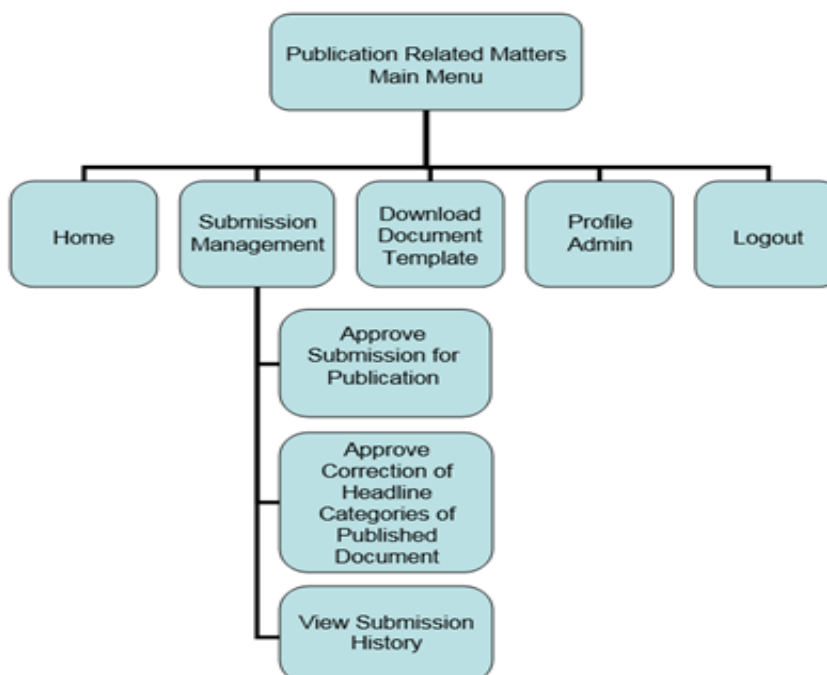 Publication Related Matters
Main Menu
Home
Submission
Management
Download
Document
Template
Profile
Admin
Logout
Approve
Submission for
Publication
Approve
Correction of
Headline
Categories of
Published
Document
View Submission
History